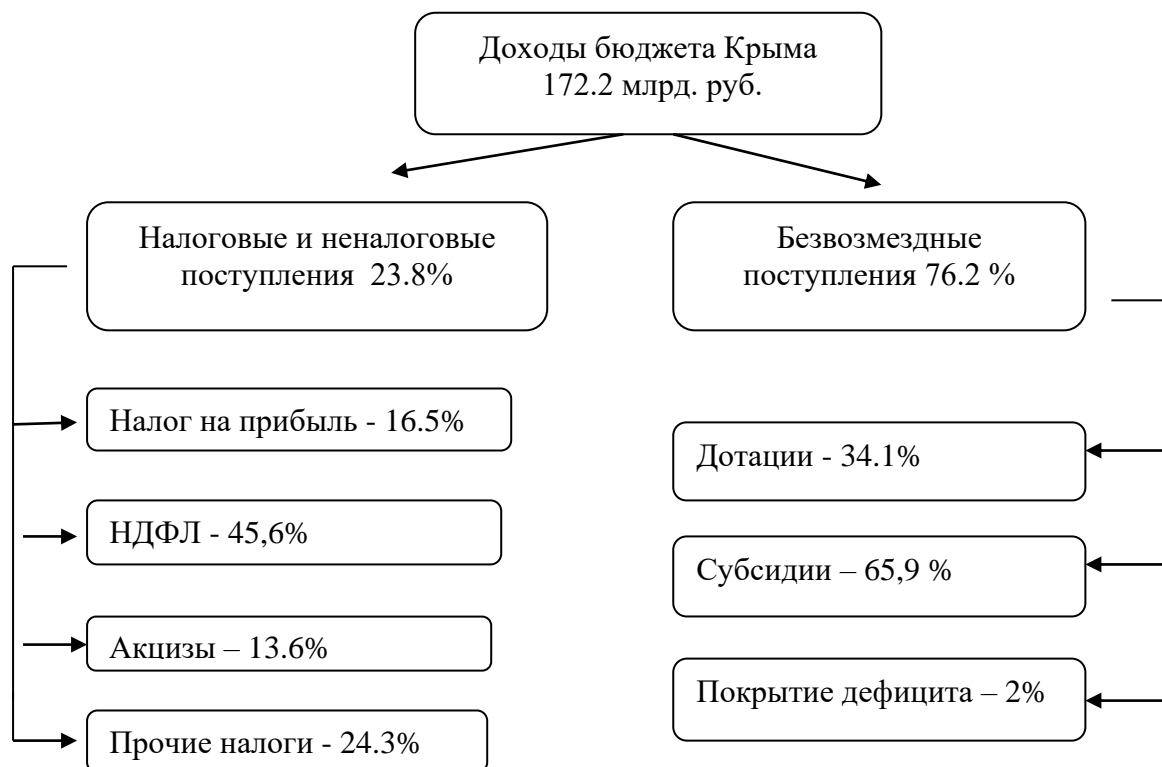 Доходы бюджета Крыма
172.2 млрд. руб.
Налоговые и неналоговые
поступления 23.8%
Безвозмездные
поступления 76.2 %
Налог на прибыль - 16.5%
НДФЛ - 45,6%
Акцизы – 13.6%
Прочие налоги - 24.3%
Дотации - 34.1%
Субсидии – 65,9 %
Покрытие дефицита – 2%